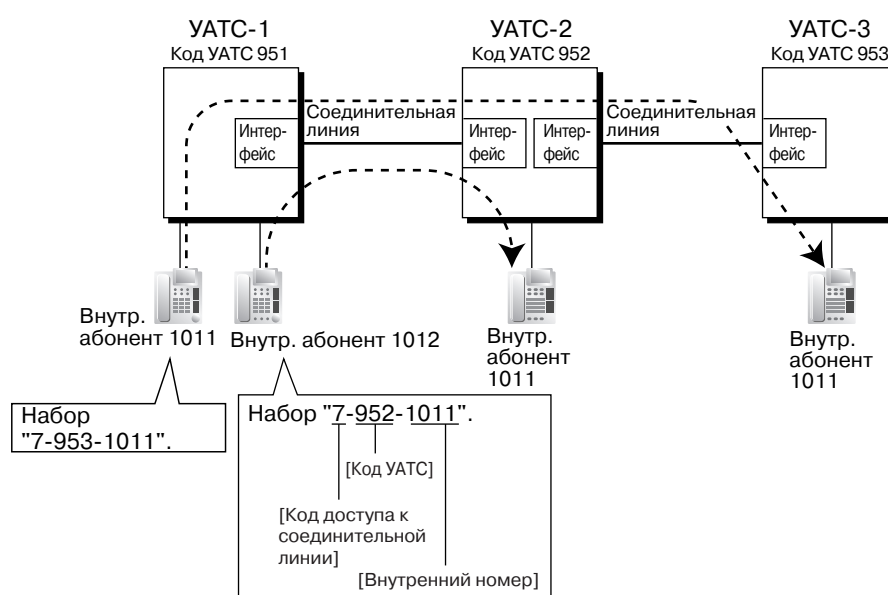 УАТС-1
Код УАТС 951
УАТС-2
Код УАТС 952
УАТС-3
Код УАТС 953
Соединительная
линия
Соединительная
линия
Интер-
фейс
Интер-
фейс
Интер-
фейс
Интер-
фейс
Внутр.
абонент 1011
Внутр. абонент 1012
Внутр.
абонент
1011
Внутр.
абонент
1011
Набор
"7-953-1011".
Набор "7-952-1011".
[Код УАТС]
[Код доступа к
соединительной
линии]
[Внутренний номер]